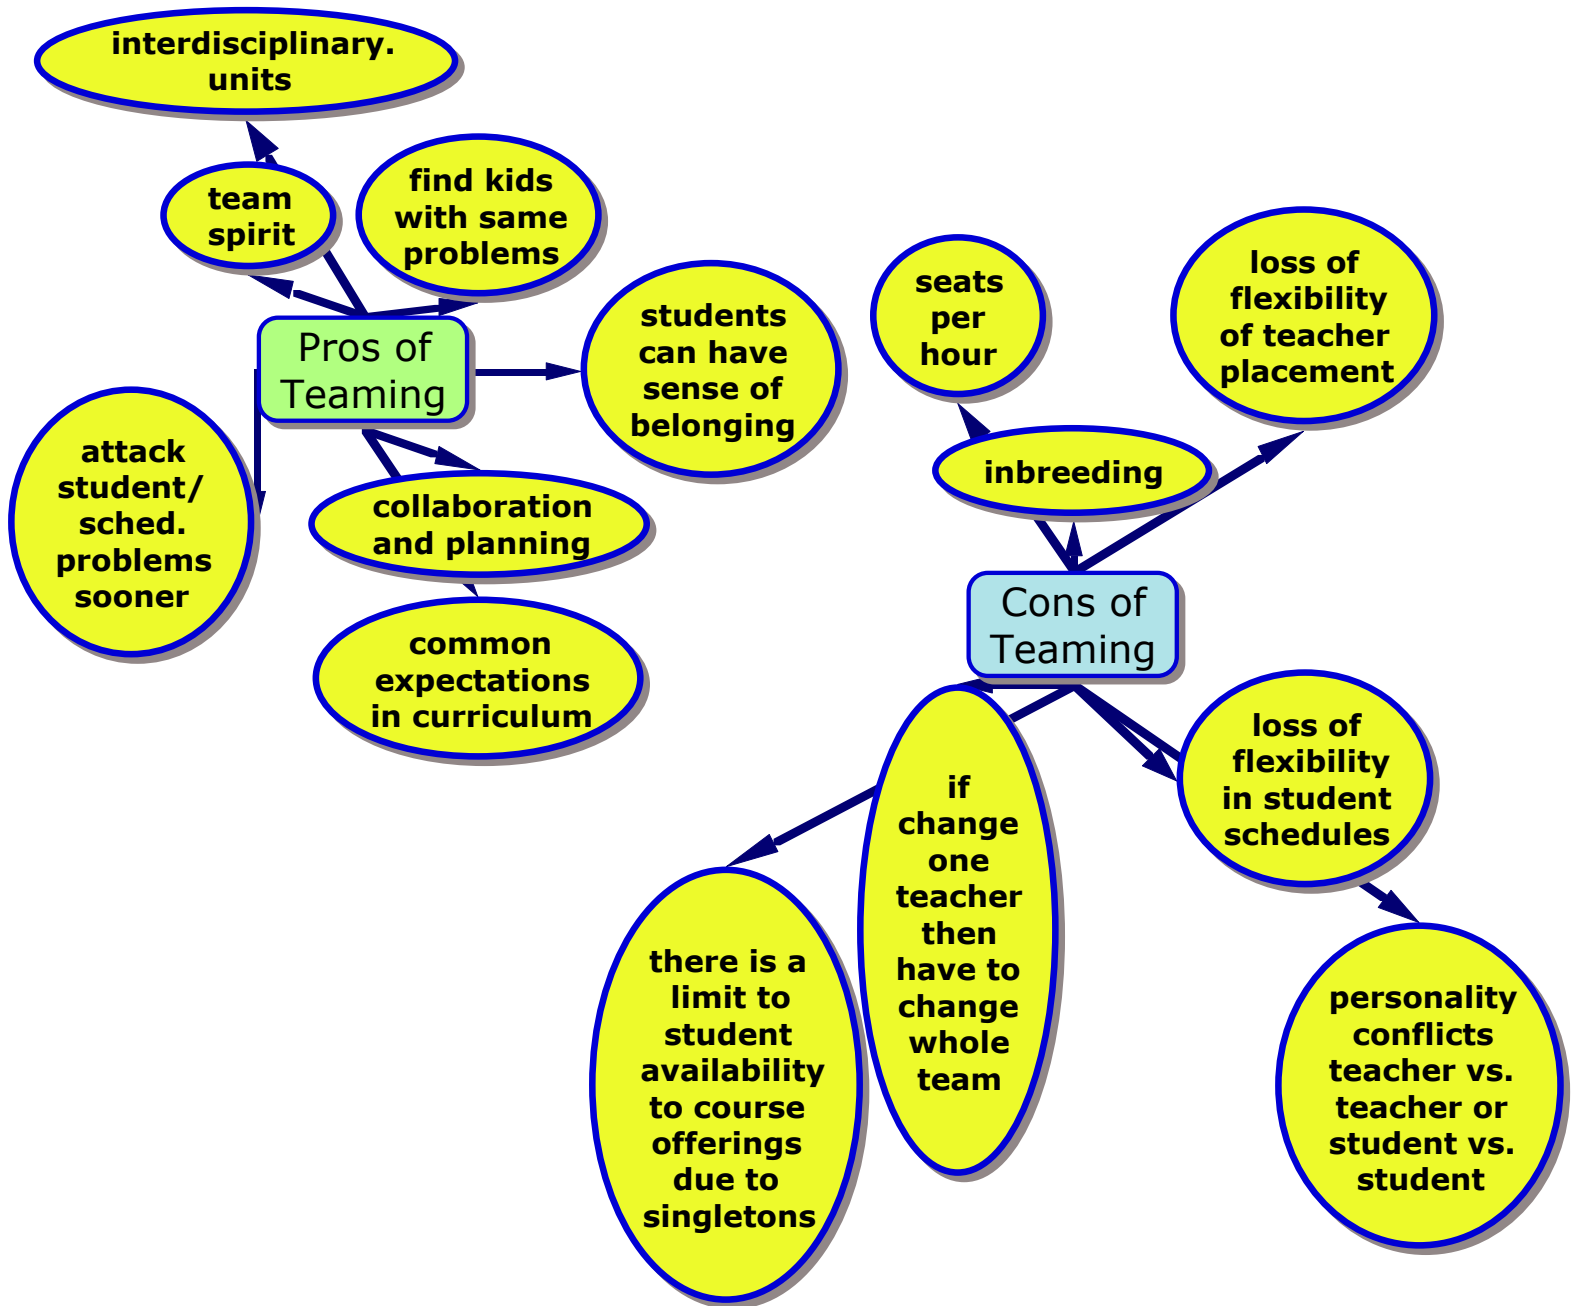 interdisciplinary.
units
team
spirit
find kids
with same
problems
students
can have
sense of
belonging
Pros of
Teaming
attack
student/
sched.
problems
sooner
collaboration
and planning
common
expectations
in curriculum
seats
per
hour
loss of
flexibility
of teacher
placement
inbreeding
Cons of
Teaming
loss of
flexibility
in student
schedules
if
change
one
teacher
then
have to
change
whole
team
there is a
limit to
student
availability
to course
offerings
due to
singletons
personality
conflicts
teacher vs.
teacher or
student vs.
student